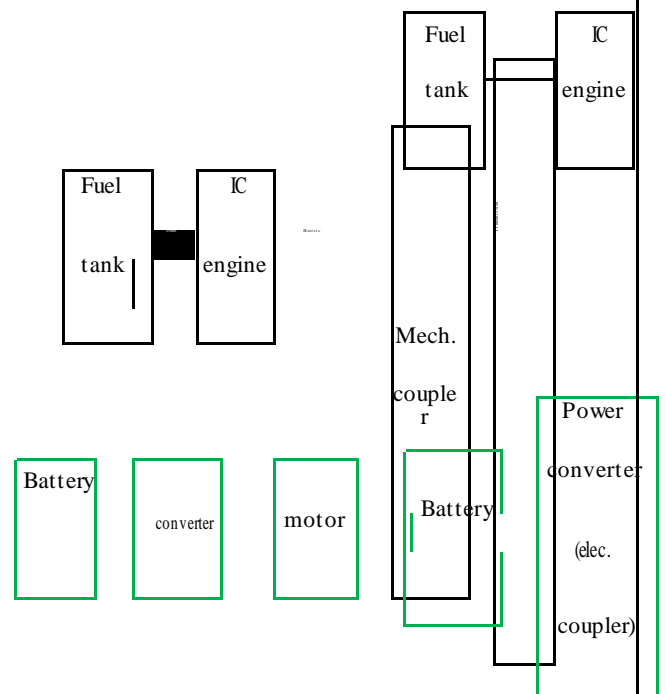 Fuel
tank
IC
engine
Fuel
tank
IC
engine
Mech.
couple
r
Battery
converter
motor
Battery
Power
converter
(elec.
coupler)